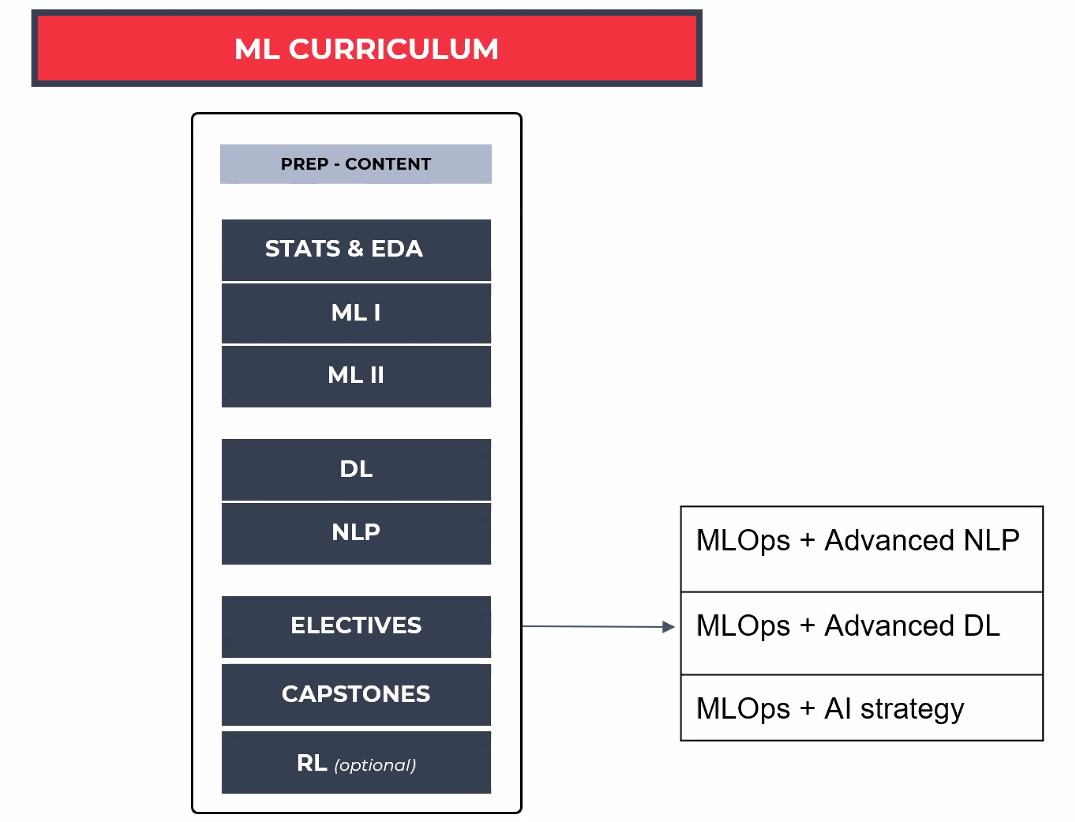 ML CURRICULUM
PREP - CONTENT
STATS & EDA
ML I
ML II
DL
NLP
ELECTIVES
CAPSTONES
RL (optional)
MLOps + Advanced NLP
MLOps + Advanced DL
MLOps + AI strategy